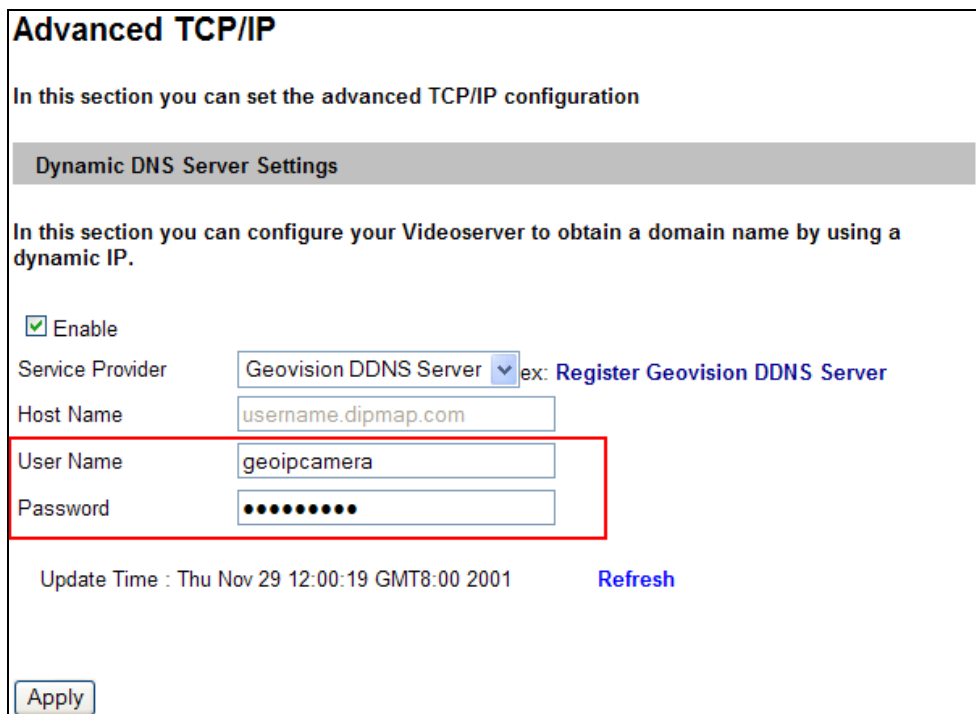 Advanced TCP/IP
In this section you can set the advanced TCP/IP configuration
Dynamic DNS Server Settings
In this section you can configure your Videoserver to obtain a domain name by using a
dynamic IP.
Enable
Service Provider Geovision DDNS Server ex: Register Geovision DDNS Server
Host Name username.dipmap.com
User Name geoipcamera
Password •••••••••
Update Time : Thu Nov 29 12:00:19 GMT8:00 2001 Refresh
Apply